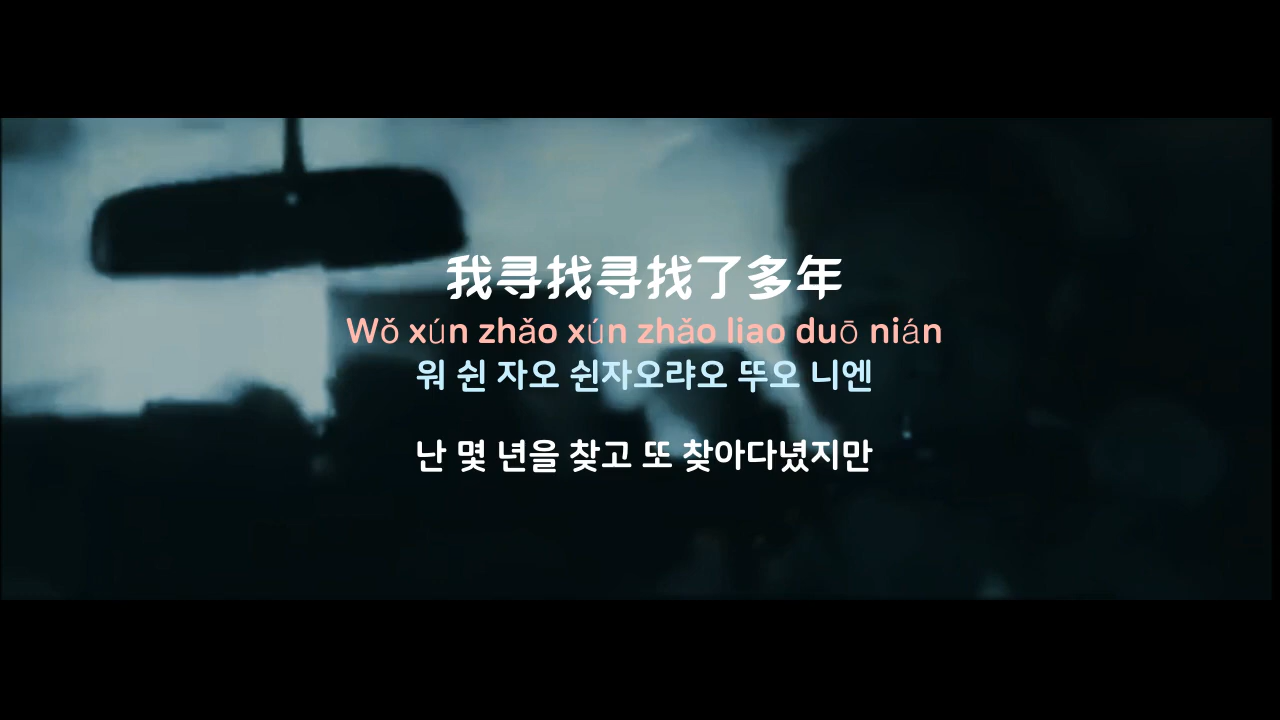 我寻找寻找了多年
Wǒ xún zhǎo xún zhǎo liao duō nián
워 쉰 자오 쉰자오랴오 뚜오 니엔
난 몇 년을 찾고 또 찾아다녔지만